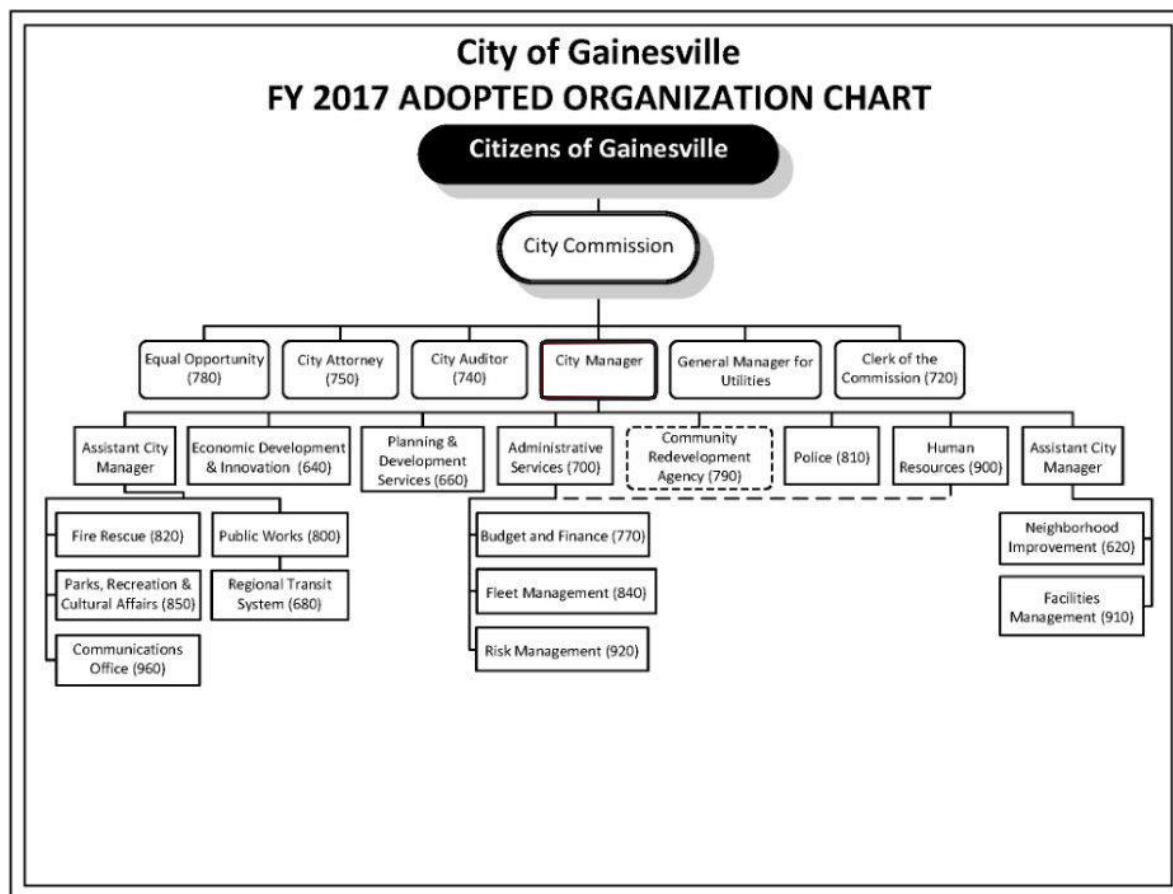 City of Gainesville
FY 2017 ADOPTED ORGANIZATION CHART
Citizens of Gainesville
City Commission
Equal Opportunity
(780)
City Attorney
(750)
City Auditor
(740)
City Manager
General Manager for
Utilities
Clerk of the
Commission (720)
Assistant City
Manager
Economic Development
& Innovation (640)
Planning &
Development
Services (660)
Administrative
Services (700)
Community
Redevelopment
Agency (790)
Police (810)
Human
Resources (900)
Assistant City
Manager
Fire Rescue (820)
Public Works (800)
Parks, Recreation &
Cultural Affairs (850)
Regional Transit
System (680)
Communications
Office (960)
Budget and Finance (770)
Fleet Management (840)
Risk Management (920)
Neighborhood
Improvement (620)
Facilities
Management (910)